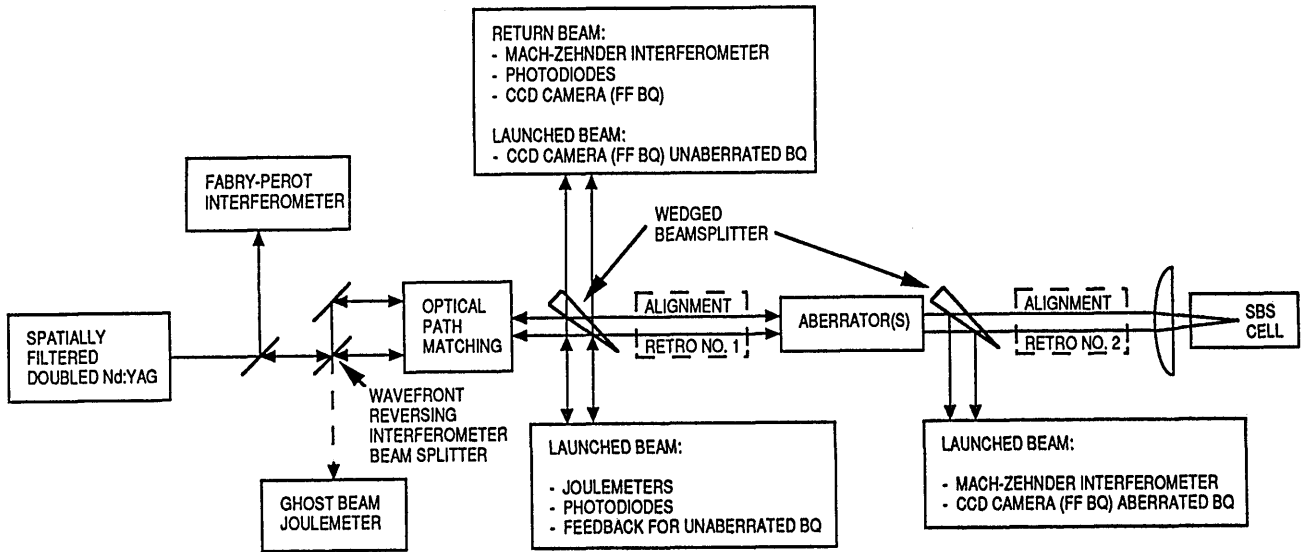 RETURN BEAM:
- MACH-ZEHNDER INTERFEROMETER
- PHOTODIODES
- CCD CAMERA (FF BQ)
LAUNCHED BEAM:
- CCD CAMERA (FF BQ) UNABERRATED BQ
FABRY-PEROT
INTERFEROMETER
WEDGED
BEAMSPLITTER
SPATIALLY
FILTERED
DOUBLED Nd:YAG
OPTICAL
PATH
MATCHING
ALIGNMENT
RETRO NO. 1
ABERRATOR(S)
ALIGNMENT
RETRO NO. 2
SBS
CELL
WAVEFRONT
REVERSING
INTERFEROMETER
BEAM SPLITTER
GHOST BEAM
JOULEMETER
LAUNCHED BEAM:
- JOULEMETERS
- PHOTODIODES
- FEEDBACK FOR UNABERRATED BQ
LAUNCHED BEAM:
- MACH-ZEHNDER INTERFEROMETER
- CCD CAMERA (FF BQ) ABERRATED BQ